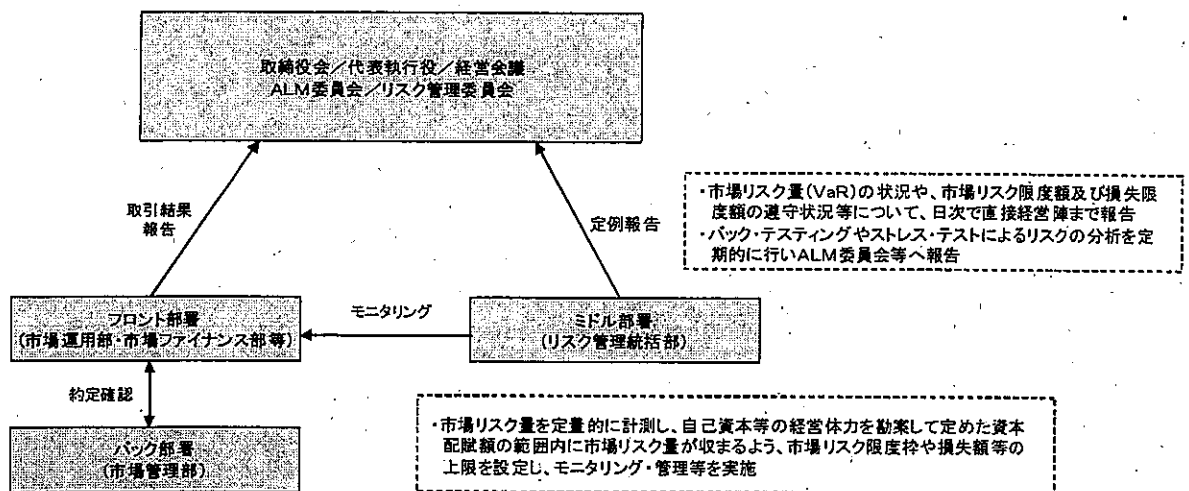 取締役会／代表執行役／経営会議
ALM委員会／リスク管理委員会
取引結果
報告
定例報告
・市場リスク量（VaR）の状況や、市場リスク限度額及び損失限
度額の遵守状況等について、日次で直接経営陣まで報告
・バック・テスティングやストレス・テストによるリスクの分析を定
期的に行いALM委員会等へ報告
フロント部署
（市場運用部・市場ファイナンス部等）
モニタリング
ミドル部署
（リスク管理統括部）
約定確認
バック部署
（市場管理部）
・市場リスク量を定量的に計測し、自己資本等の経営体力を勘案して定めた資本
配賦額の範囲内に市場リスク量が収まるよう、市場リスク限度枠や損失額等の
上限を設定し、モニタリング・管理等を実施